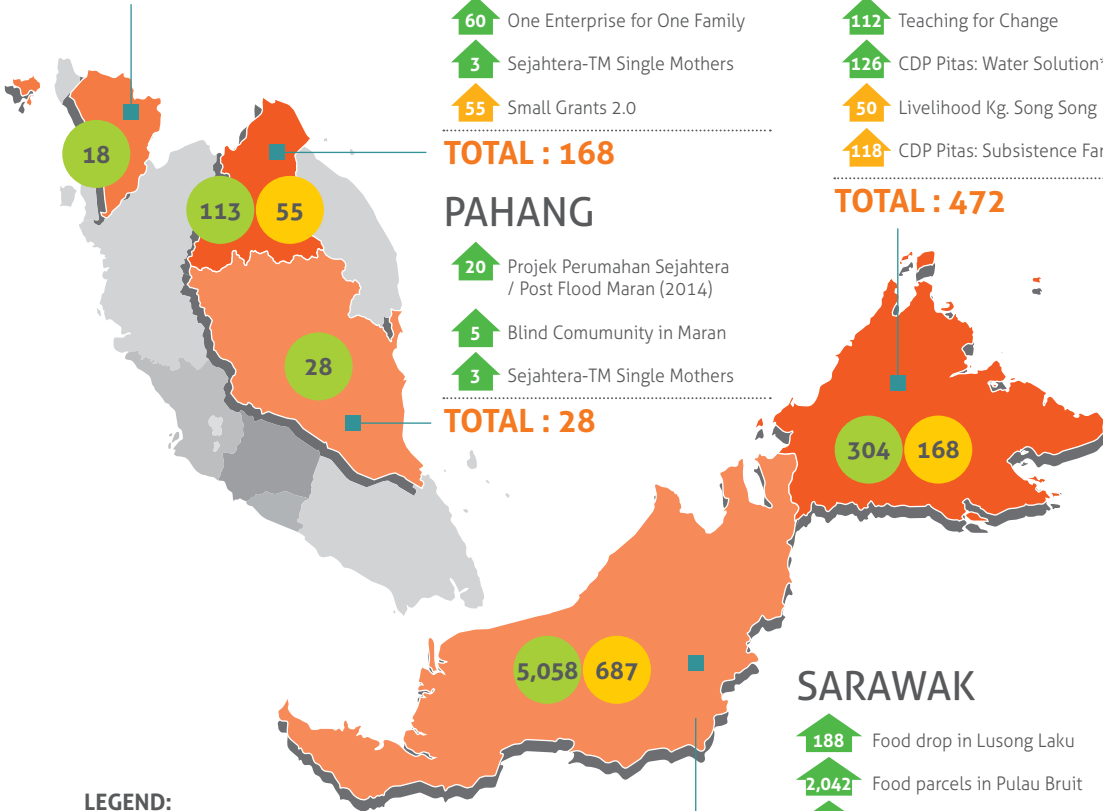 60 One Enterprise for One Family
3 Sejahtera-TM Single Mothers
55 Small Grants 2.0
TOTAL : 168
PAHANG
20 Projek Perumahan Sejahtera
/ Post Flood Maran (2014)
5 Blind Comumunity in Maran
3 Sejahtera-TM Single Mothers
TOTAL : 28
112 Teaching for Change
126 CDP Pitas: Water Solution*
50 Livelihood Kg. Song Song
118 CDP Pitas: Subsistence
TOTAL : 472
18
113 55
28
304 168
5,058 687
SARAWAK
188 Food drop in Lusong Laku
2,042 Food parcels in Pulau Bruit
LEGEND: